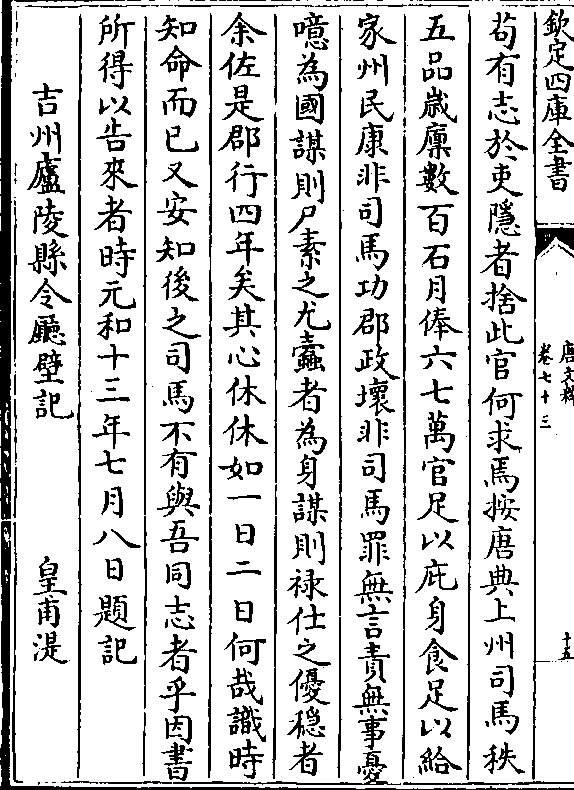 欽定四庫全書
唐文粹
卷七十三
十五
苟有志於吏隱者捨此官何求焉按唐典上州司馬秩
五品歲廩數百石月俸六七萬官足以庇身食足以給
家州民康非司馬功郡政壞非司馬罪無言責無事憂
噫為國謀則尸素之尤蠹者為身謀則禄仕之優穩者
余佐是郡行四年矣其心休休如一日二日何哉識時
知命而已又安知後之司馬不有與吾同志者乎因書
所得以告來者時元和十三年七月八日題記
吉州廬陵縣令廳壁記 皇甫湜